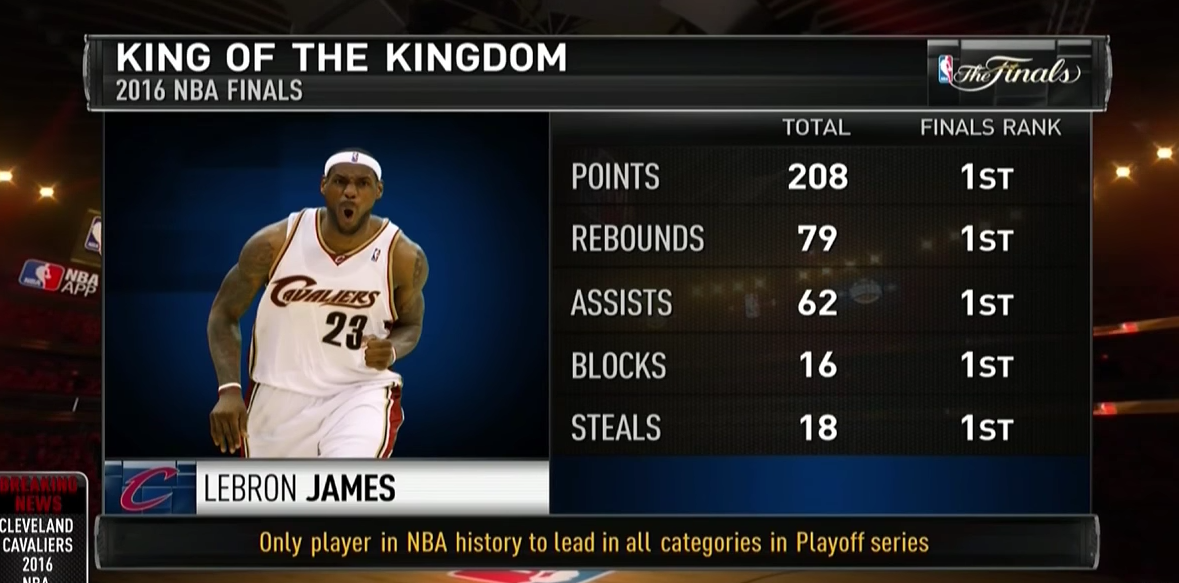 KING OF THE KINGDOM
2016 NBA FINALS
The Finals
TOTAL FINALS RANK
POINTS 208 1ST
REBOUNDS 79 1ST
ASSISTS 62 1ST
BLOCKS 16 1ST
STEALS 18 1ST
CAVALIERS
23
NBA
APP
LEBRON JAMES
Only player in NBA history to lead in all categories in Playoff series
BREAKING
NEWS
CLEVELAND
CAVALIERS
2016
NBA